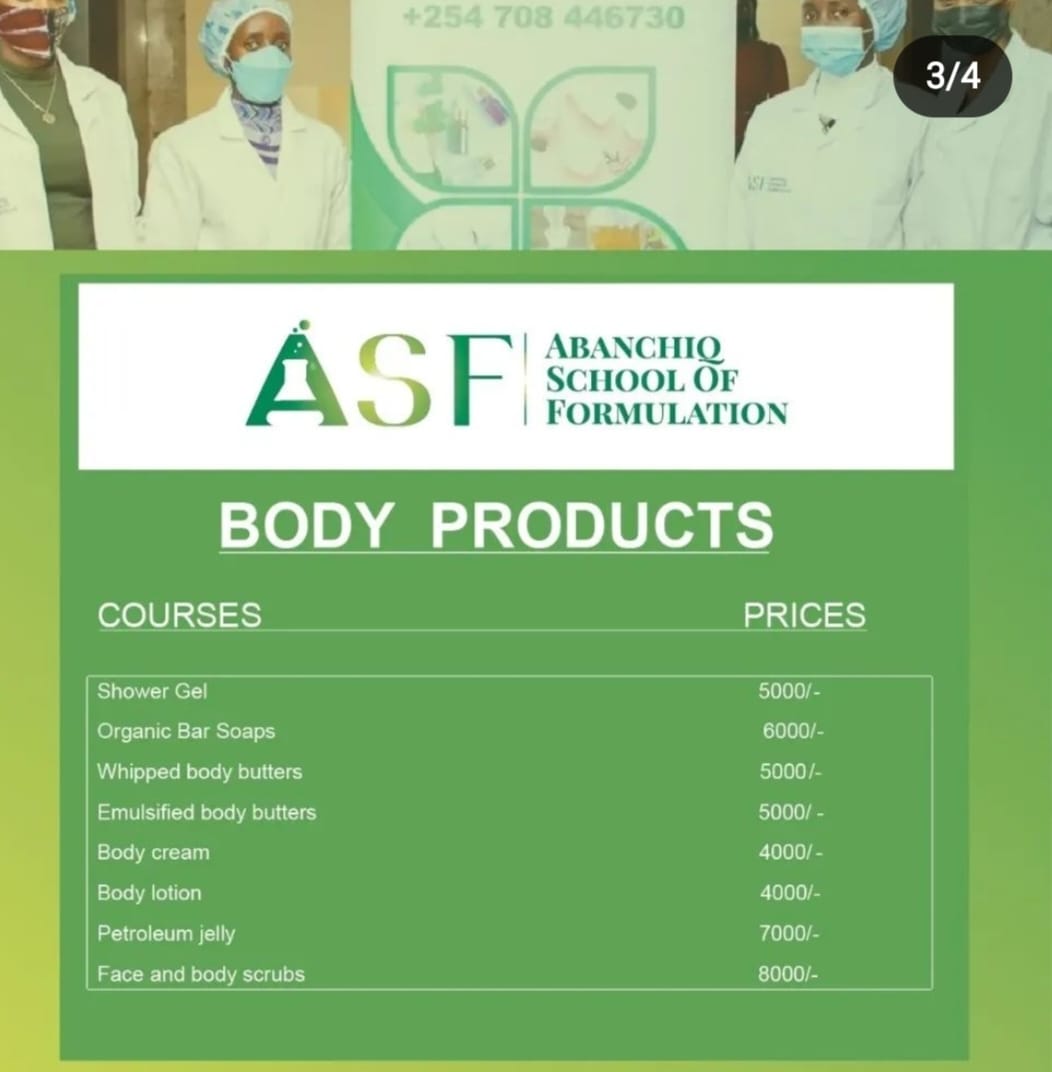 +254 708 446730
3/4
ASF
ABANCHIQ
SCHOOL OF
FORMULATION
BODY PRODUCTS
COURSES PRICES
Shower Gel 5000/-
Organic Bar Soaps 6000/-
Whipped body butters 5000/-
Emulsified body butters 5000/ -
Body cream 4000/ -
Body lotion 4000/-
Petroleum jelly 7000/-
Face and body scrubs 8000/-